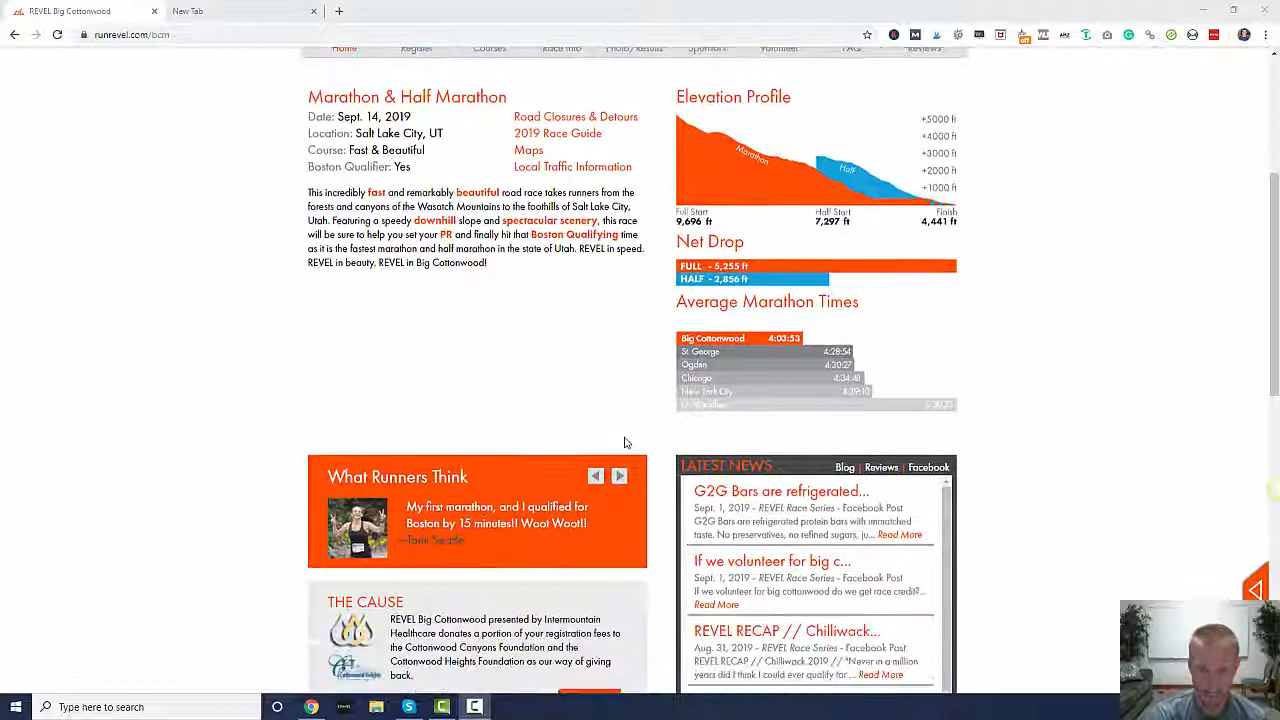 REVEL Big Cottonwood
New Tab
runrevel.com/bcm
Home Register Courses Race Info Photo/Results Sponsors Volunteer FAQ Reviews
Marathon & Half Marathon
Date: Sept. 14, 2019
Location: Salt Lake City, UT
Course: Fast & Beautiful
Boston Qualifier: Yes
Road Closures & Detours
2019 Race Guide
Maps
Local Traffic Information
This incredibly fast and remarkably beautiful road race takes runners from the
forests and canyons of the Wasatch Mountains to the foothills of Salt Lake City,
Utah. Featuring a speedy downhill slope and spectacular scenery, this race
will be sure to help you set your PR and finally hit that Boston Qualifying time
as it is the fastest marathon and half marathon in the state of Utah. REVEL in speed.
REVEL in beauty. REVEL in Big Cottonwood!
Elevation Profile
+5000 ft
+4000 ft
+3000 ft
+2000 ft
+1000 ft
Marathon
Half
Full Start
9,696 ft
Half Start
7,297 ft
Finish
4,441 ft
Net Drop
FULL - 5,255 ft
HALF - 2,856 ft
Average Marathon Times
Big Cottonwood 4:03:53
St. George 4:28:54
Ogden 4:30:27
Chicago 4:34:48
New York City 4:39:10
What Runners Think
My first marathon, and I qualified for
Boston by 15 minutes!! Woot Woot!!
THE CAUSE
REVEL Big Cottonwood presented by Intermountain
Healthcare donates a portion of your registration fees to
the Cottonwood Canyons Foundation and the
Cottonwood Heights Foundation as our way of giving
back.
LATEST NEWS
Blog | Reviews | Facebook
G2G Bars are refrigerated...
Sept. 1, 2019 - REVEL Race Series - Facebook Post
G2G Bars are refrigerated protein bars with unmatched
taste. No preservatives, no refined sugars, ju... Read More
If we volunteer for big c...
Sept. 1, 2019 - REVEL Race Series - Facebook Post
If we volunteer for big cottonwood do we get race credit?...
Read More
REVEL RECAP // Chilliwack...
Aug. 31, 2019 - REVEL Race Series - Facebook Post
REVEL RECAP // Chilliwack 2019 // "Never in a million
years did I think I could ever qualify for ... Read More
Type here to search